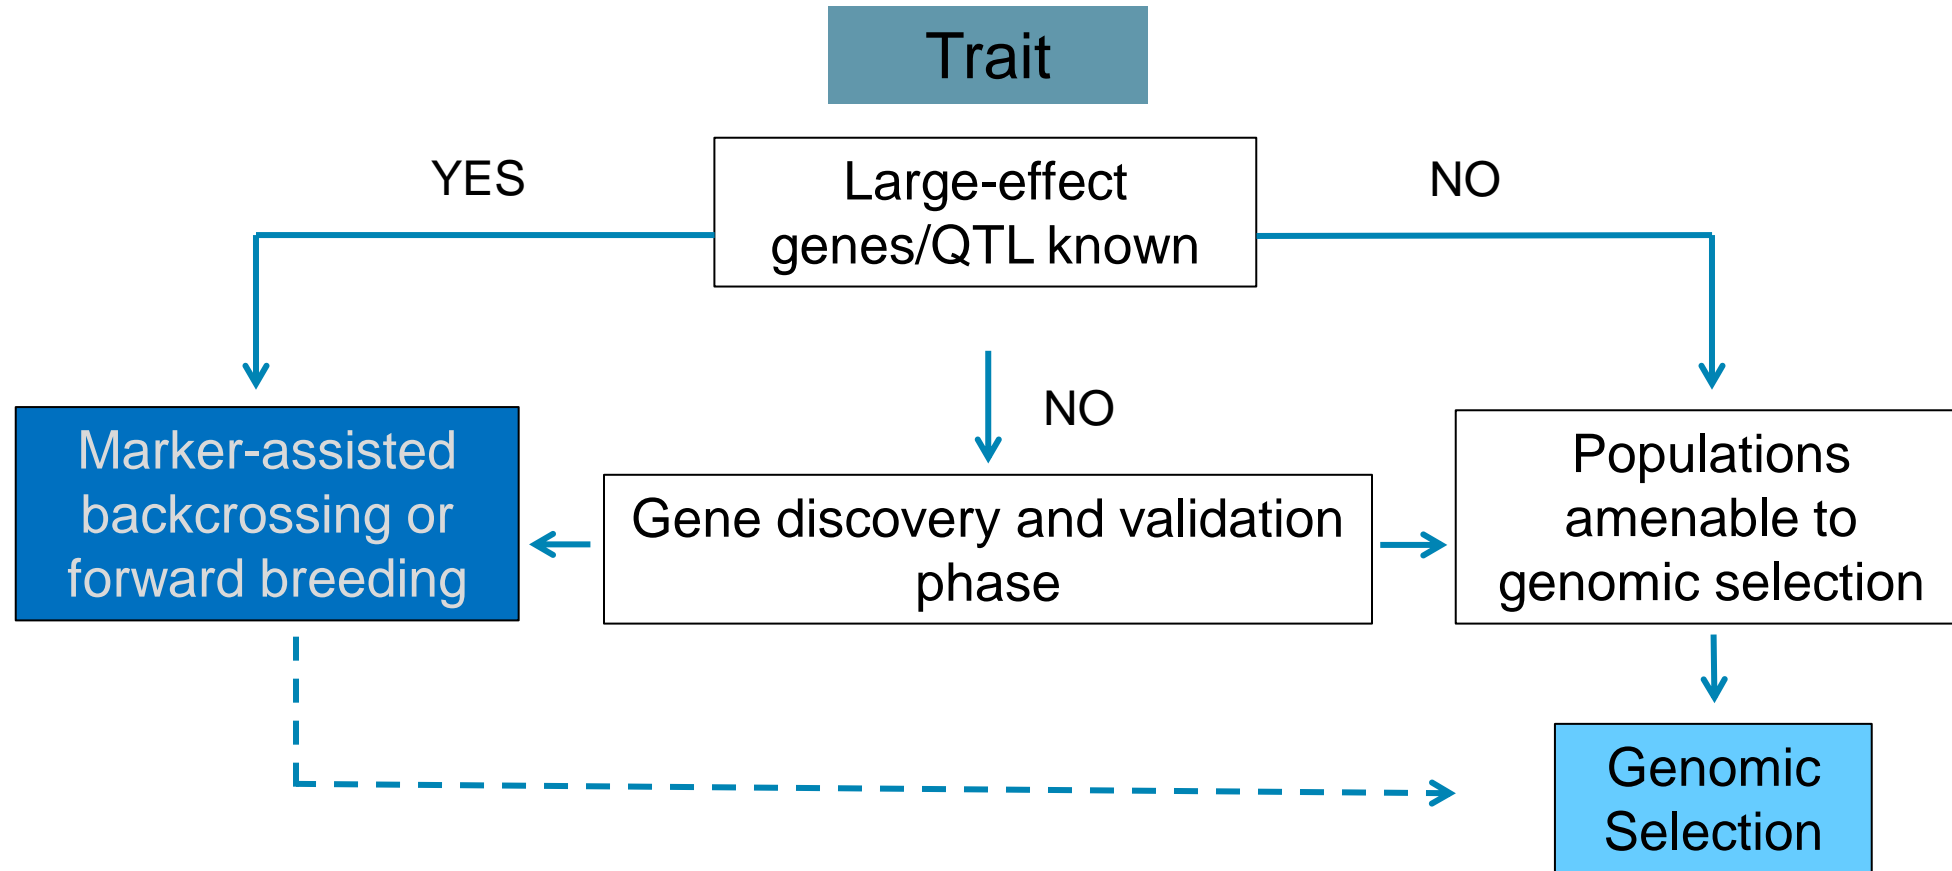 Trait
YES
Large-effect
genes/QTL known
NO
NO
Marker-assisted
backcrossing or
forward breeding
Gene discovery and validation
phase
Populations
amenable to
genomic selection
Genomic
Selection